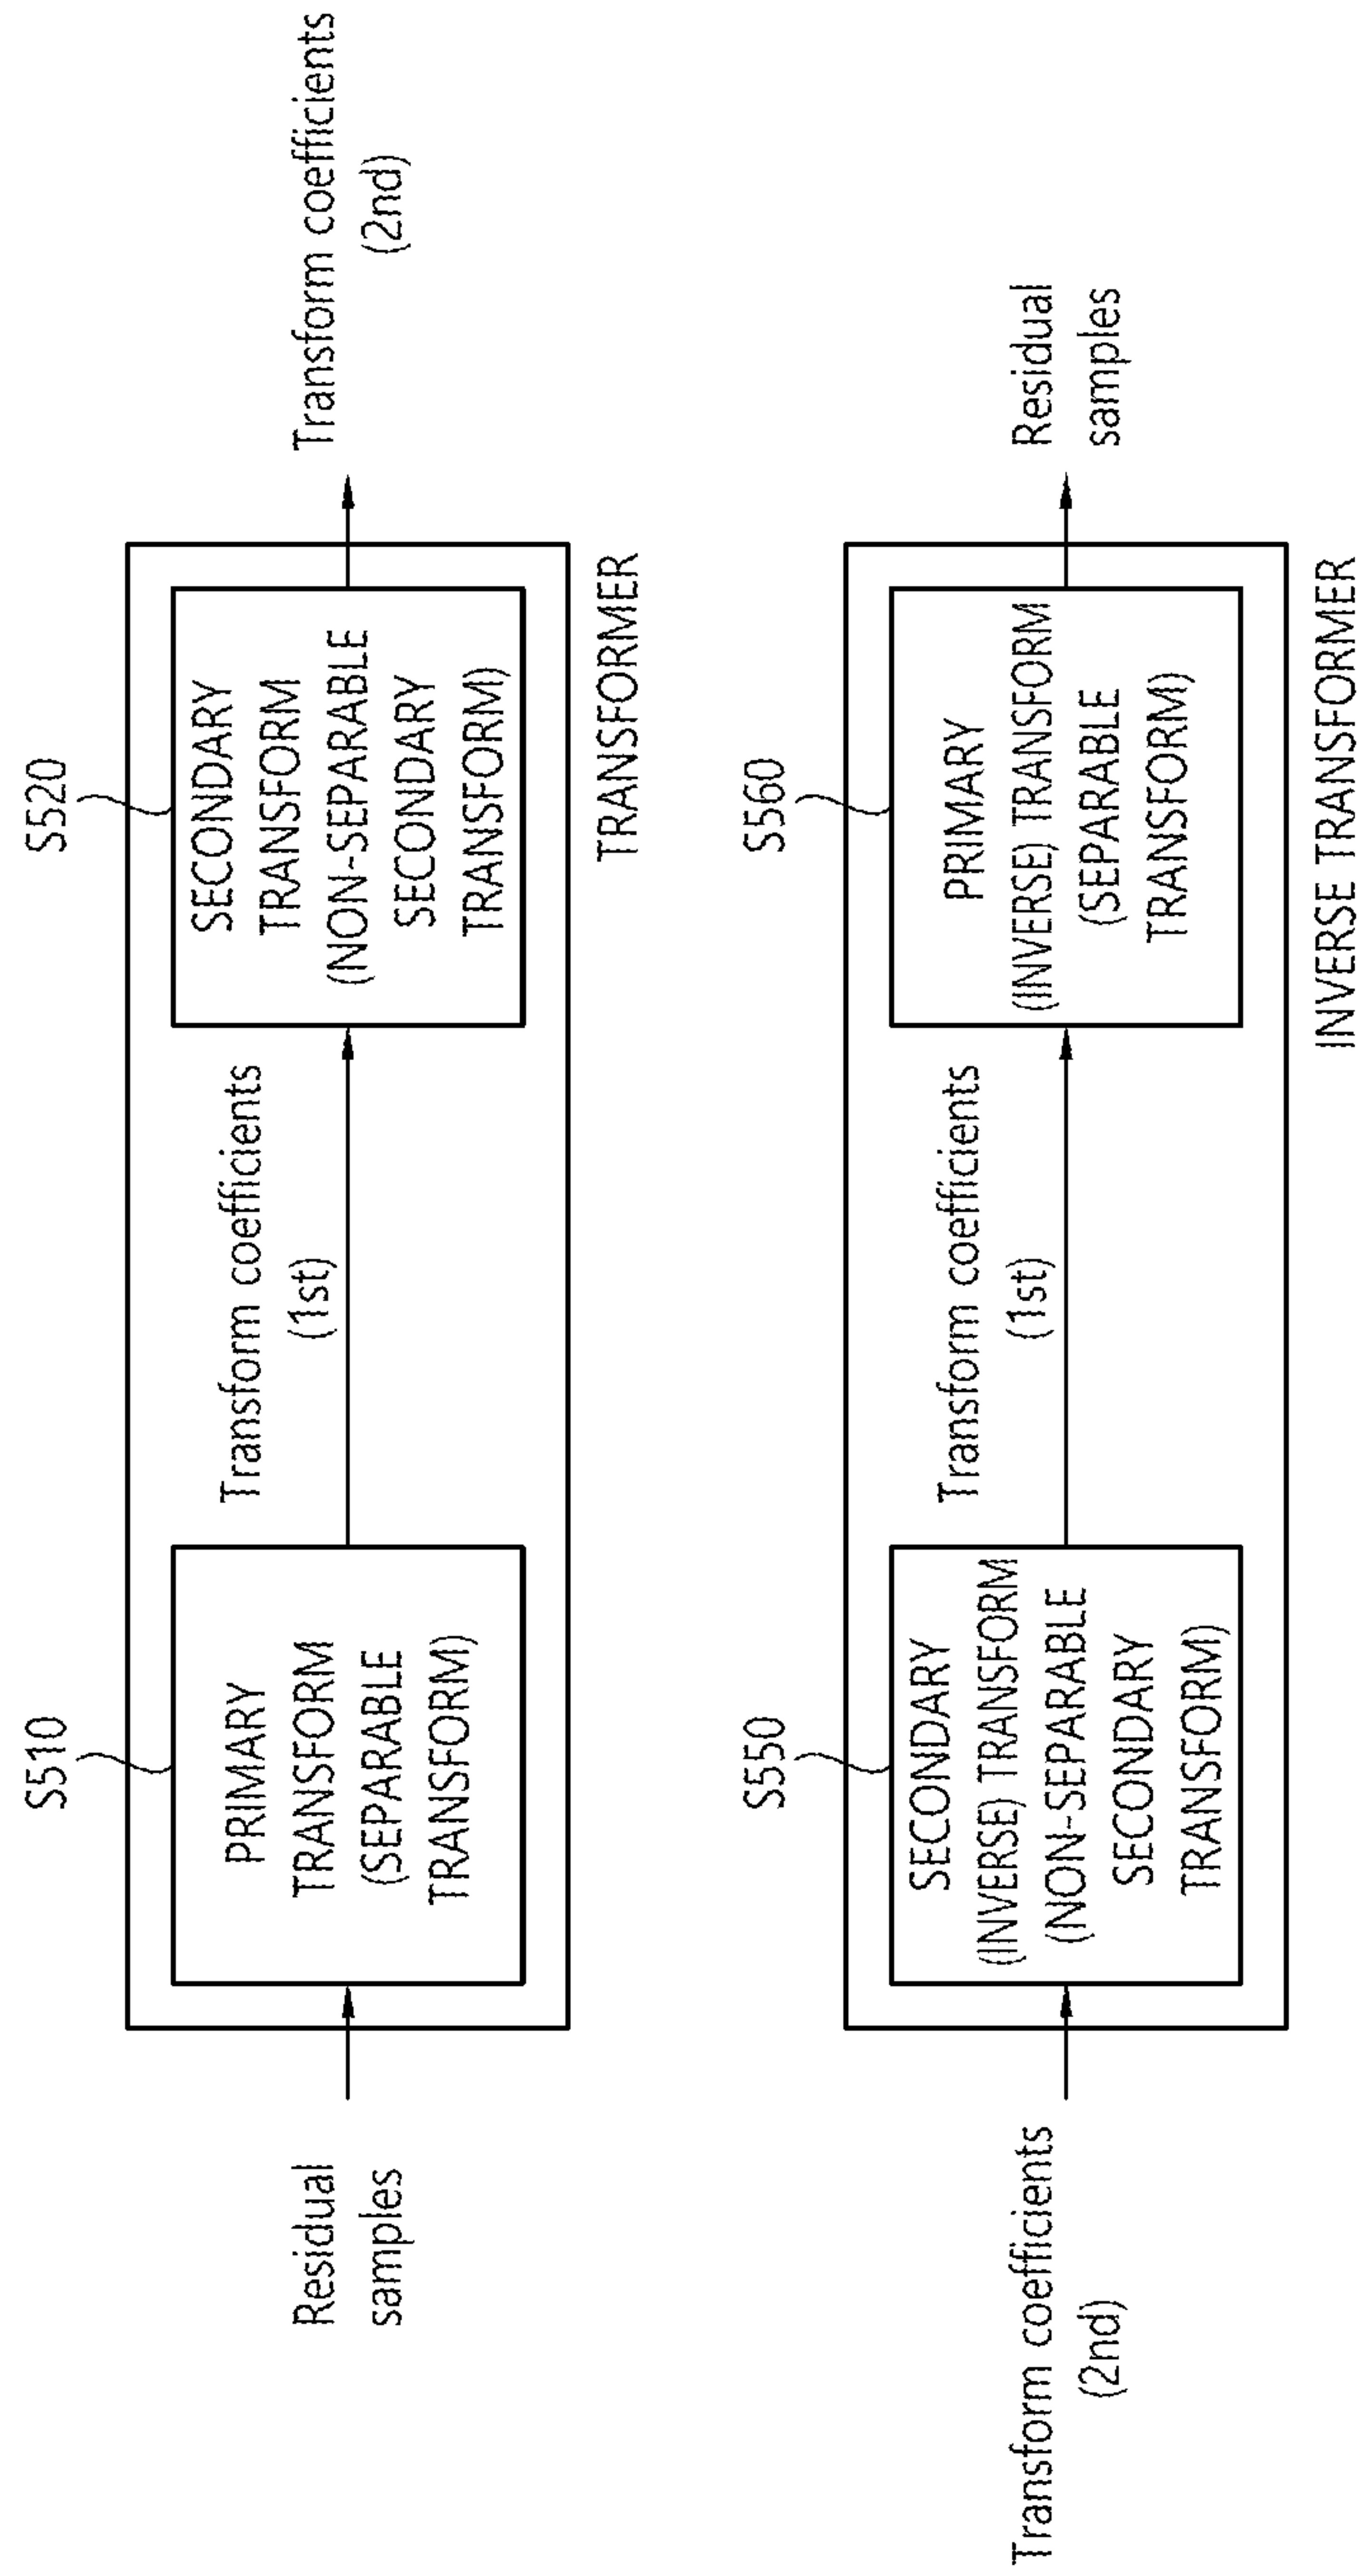 S510
S520
Residual
samples
PRIMARY
TRANSFORM
(SEPARABLE
TRANSFORM)
Transform coefficients
(1st)
SECONDARY
TRANSFORM
(NON-SEPARABLE
SECONDARY
TRANSFORM)
Transform coefficients
(2nd)
TRANSFORMER
S550
S560
Transform coefficients
(2nd)
SECONDARY
(INVERSE) TRANSFORM
(NON-SEPARABLE
SECONDARY
TRANSFORM)
Transform coefficients
(1st)
PRIMARY
(INVERSE) TRANSFORM
(SEPARABLE
TRANSFORM)
Residual
samples
INVERSE TRANSFORMER